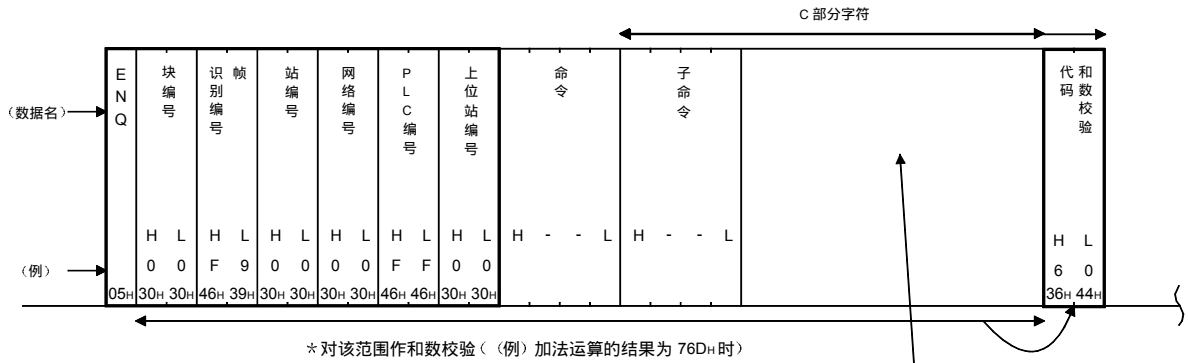 C 部分字符
(数据名)
ENQ
块编号
帧识别编号
站编号
网络编号
PLC编号
上位站编号
命令
子命令
和数校验代码
H L H L H L H L H L H L H - - L H - - L H L
(例)
0 0 F 9 0 0 0 0 F F 0 0 6 0
05H 30H 30H 46H 39H 30H 30H 30H 30H 46H 46H 30H 30H 36H 44H
*对该范围作和数校验((例)加法运算的结果为 76DH 时)